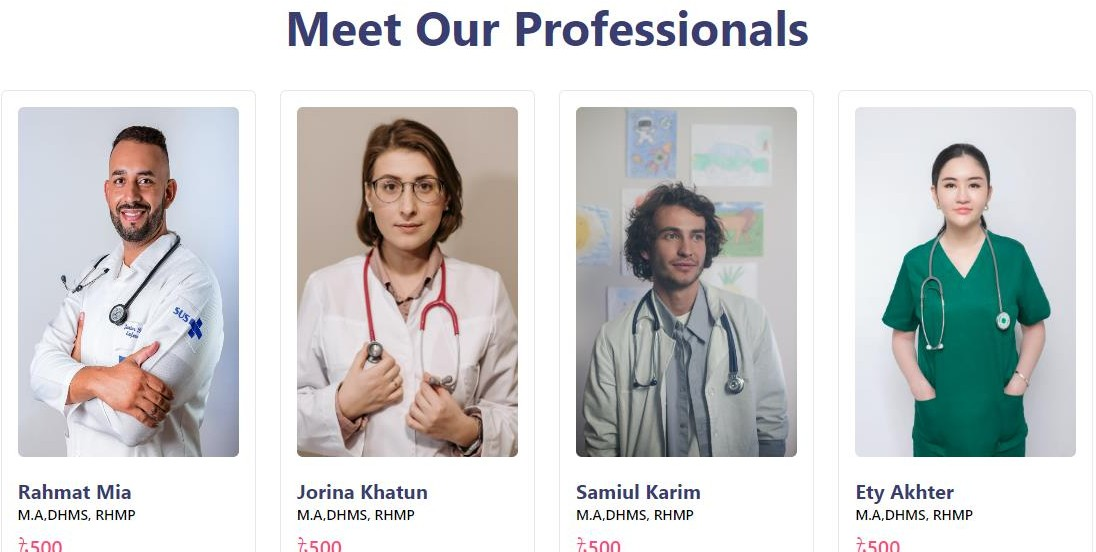 Meet Our Professionals
SUS
Rahmat Mia
M.A,DHMS, RHMP
৳500
Jorina Khatun
M.A,DHMS, RHMP
৳500
Samiul Karim
M.A,DHMS, RHMP
৳500
Ety Akhter
M.A,DHMS, RHMP
৳500